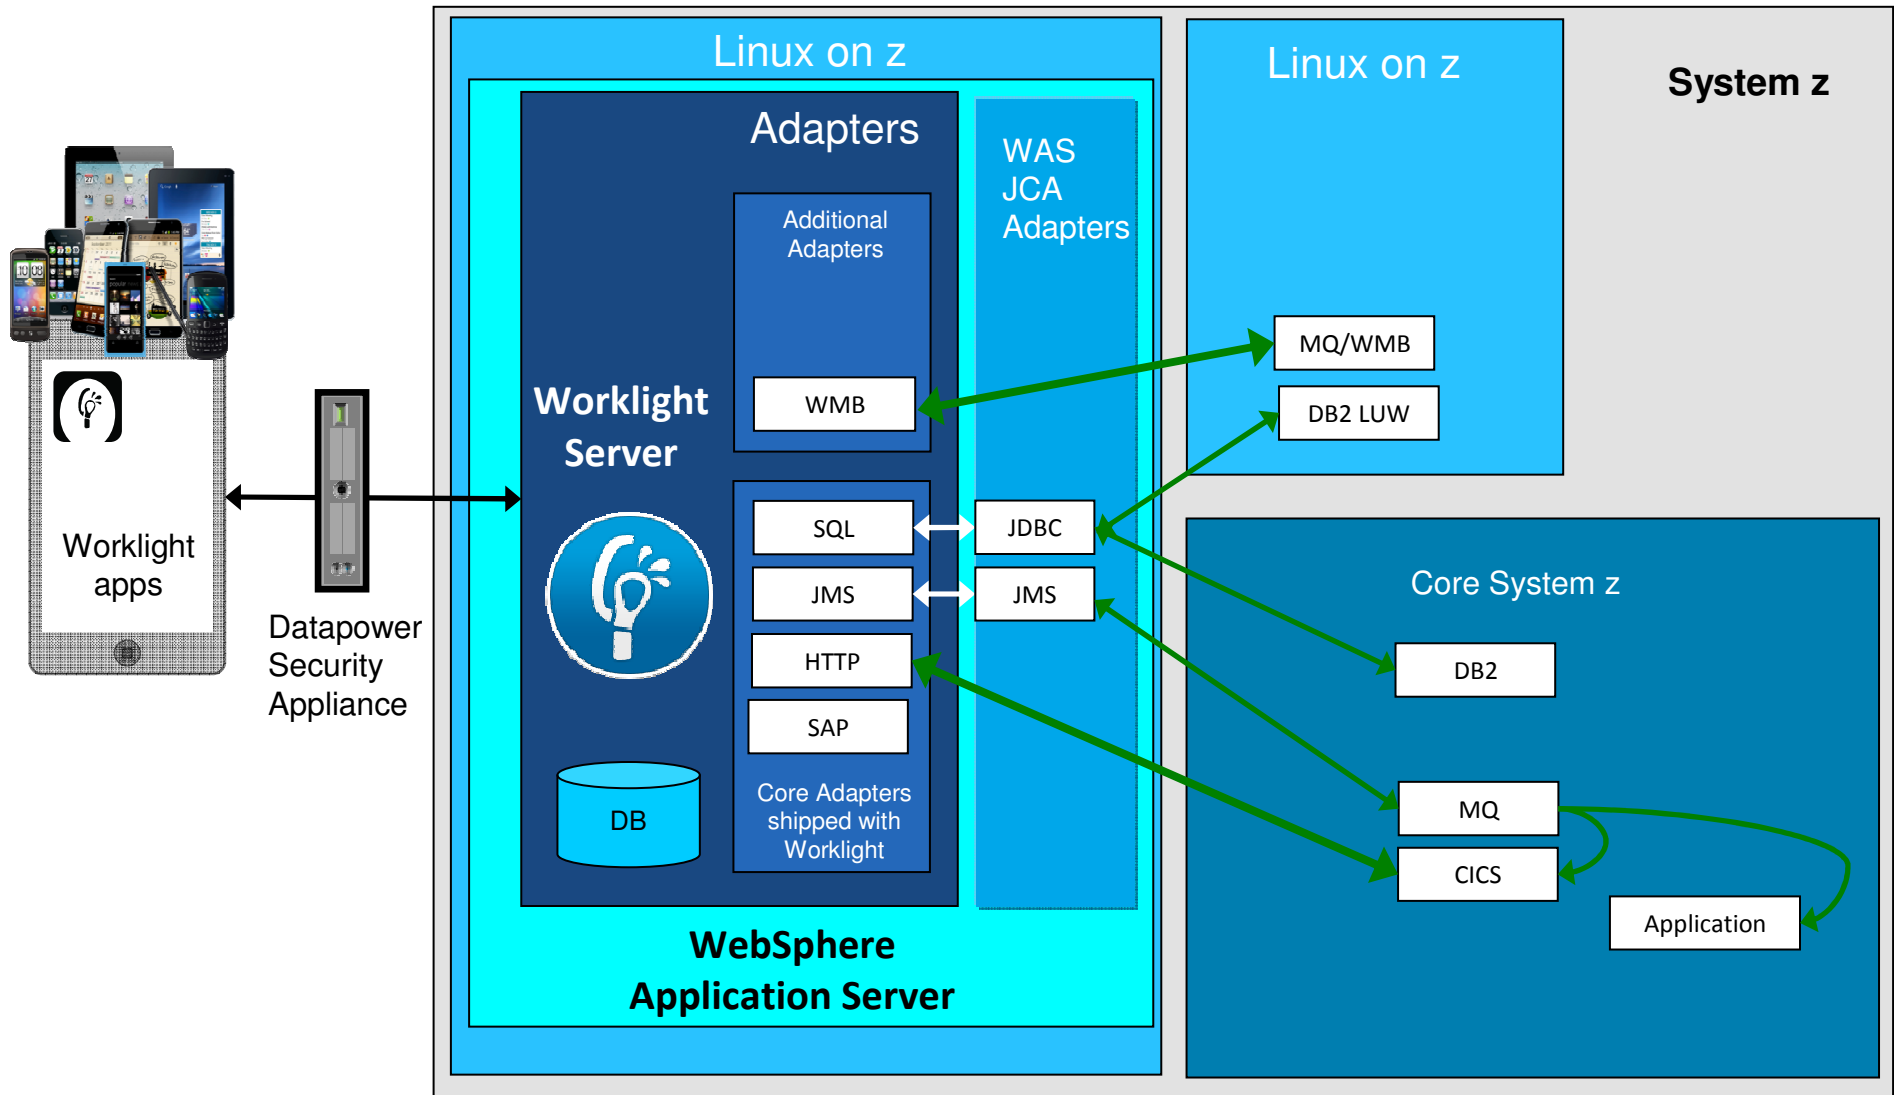 Linux on z
Linux on z
System z
Adapters
WAS
JCA
Adapters
Additional
Adapters
MQ/WMB
WMB
DB2 LUW
Worklight
Server
SQL
JDBC
JMS
JMS
HTTP
SAP
Core Adapters
shipped with
Worklight
DB
WebSphere
Application Server
Worklight
apps
Datapower
Security
Appliance
Core System z
DB2
MQ
CICS
Application